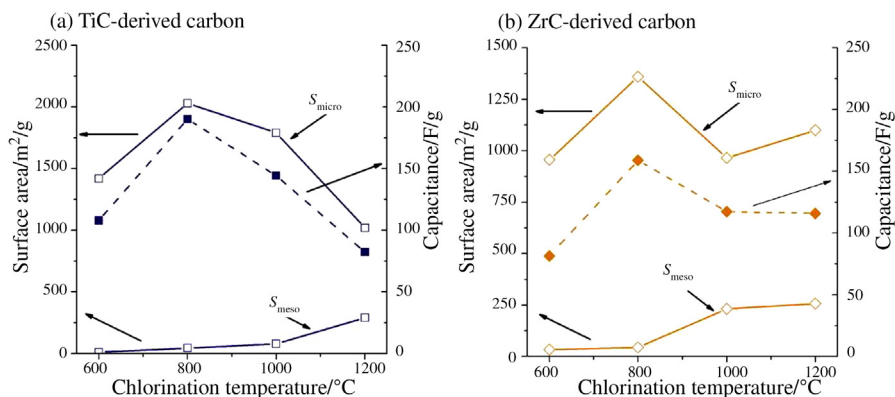 (a) TiC-derived carbon
2500
2000
1500
1000
500
0
Surface area/m²/g
250
200
150
100
50
0
Capacitance/F/g
S_micro
S_meso
600 800 1000 1200
Chlorination temperature/°C
(b) ZrC-derived carbon
1500
1250
1000
750
500
250
0
Surface area/m²/g
250
200
150
100
50
0
Capacitance/F/g
S_micro
S_meso
600 800 1000 1200
Chlorination temperature/°C